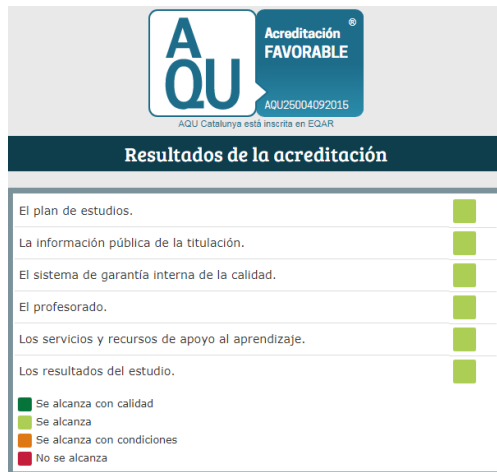 AQU
Acreditación ®
FAVORABLE
AQU25004092015
AQU Catalunya está inscrita en EQAR
Resultados de la acreditación
El plan de estudios.
La información pública de la titulación.
El sistema de garantía interna de la calidad.
El profesorado.
Los servicios y recursos de apoyo al aprendizaje.
Los resultados del estudio.
Se alcanza con calidad
Se alcanza
Se alcanza con condiciones
No se alcanza